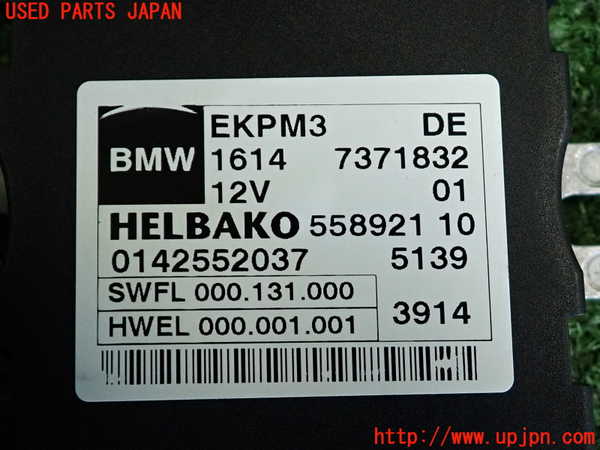 USED PARTS JAPAN
BMW
EKPM3 DE
1614 7371832
12V 01
HELBAKO 558921 10
0142552037 5139
SWFL 000.131.000
HWEL 000.001.001
3914
http://www.upjpn.com/